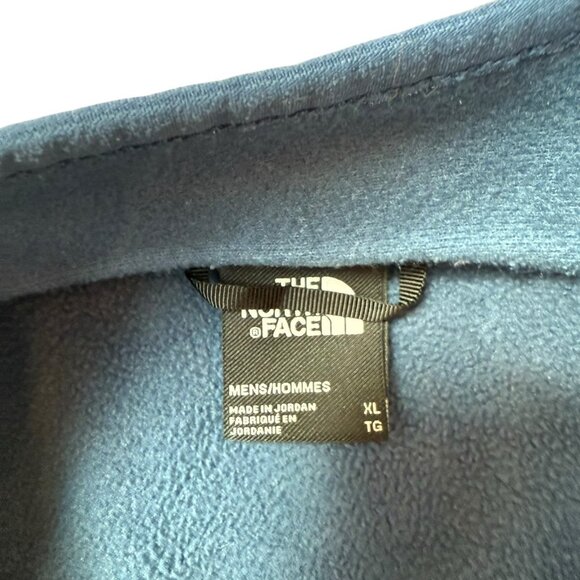 THE
NORTH
®FACE
MENS/HOMMES
MADE IN JORDAN XL
FABRIQUÉ EN TG
JORDANIE